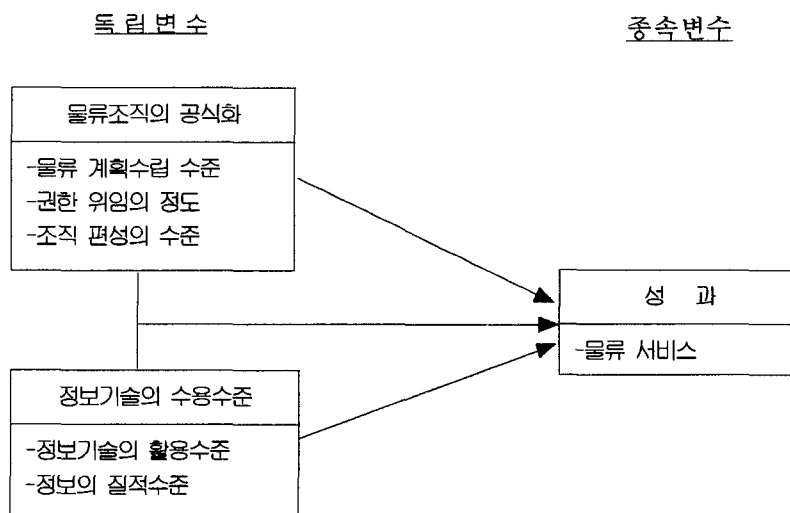 독립변수
종속변수
물류조직의 공식화
-물류 계획수립 수준
-권한 위임의 정도
-조직 편성의 수준
성 과
-물류 서비스
정보기술의 수용수준
-정보기술의 활용수준
-정보의 질적수준